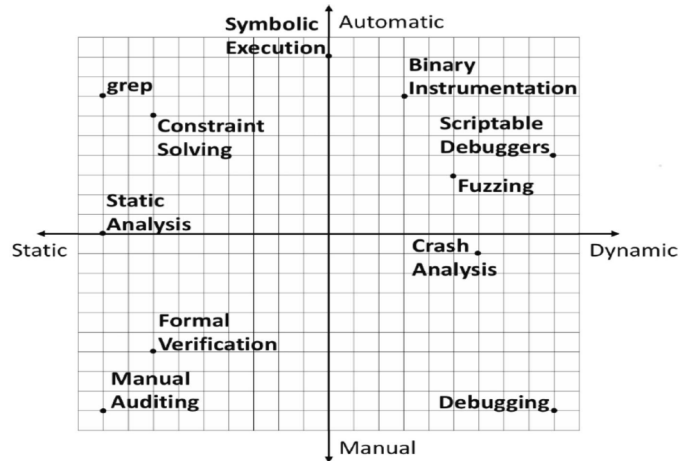 Symbolic
Execution
Automatic
grep
Binary
Instrumentation
Constraint
Solving
Scriptable
Debuggers
Fuzzing
Static
Analysis
Static
Dynamic
Crash
Analysis
Formal
Verification
Manual
Auditing
Debugging
Manual